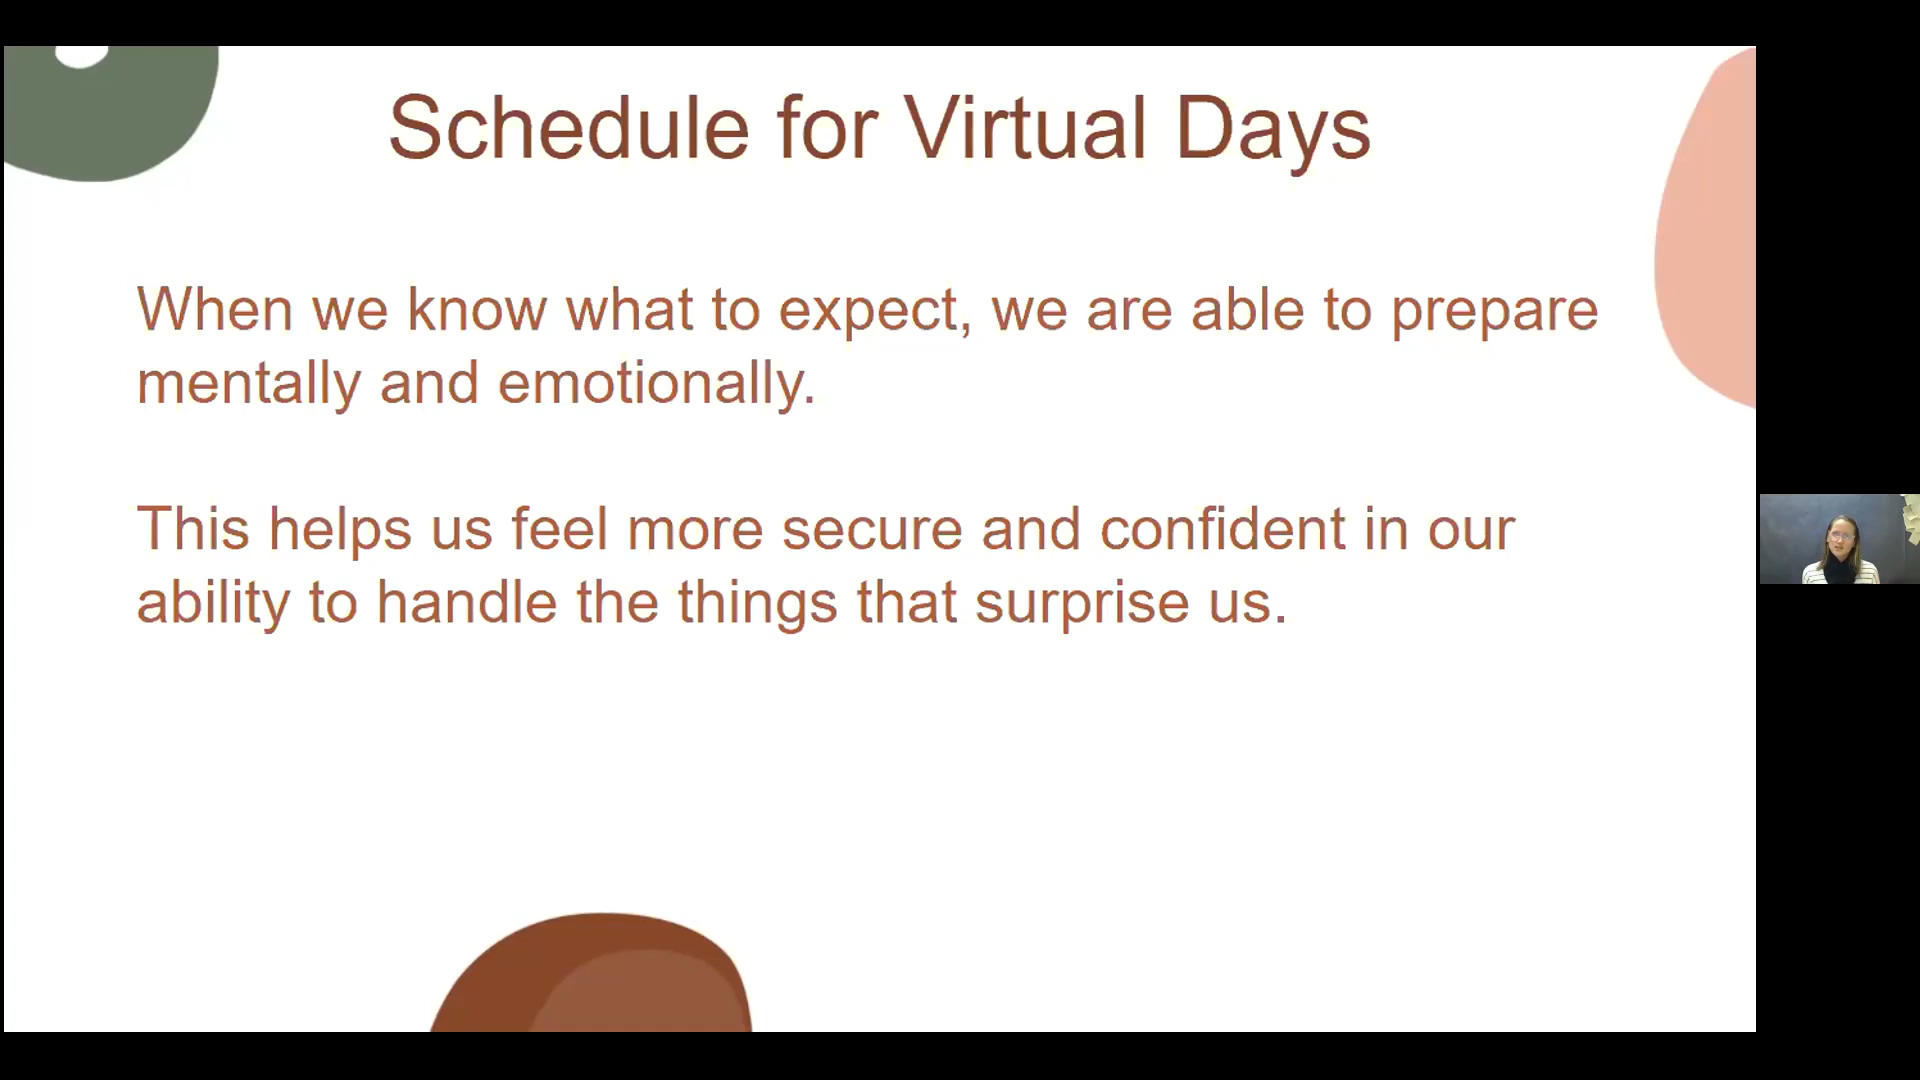 Schedule for Virtual Days
When we know what to expect, we are able to prepare
mentally and emotionally.
This helps us feel more secure and confident in our
ability to handle the things that surprise us.